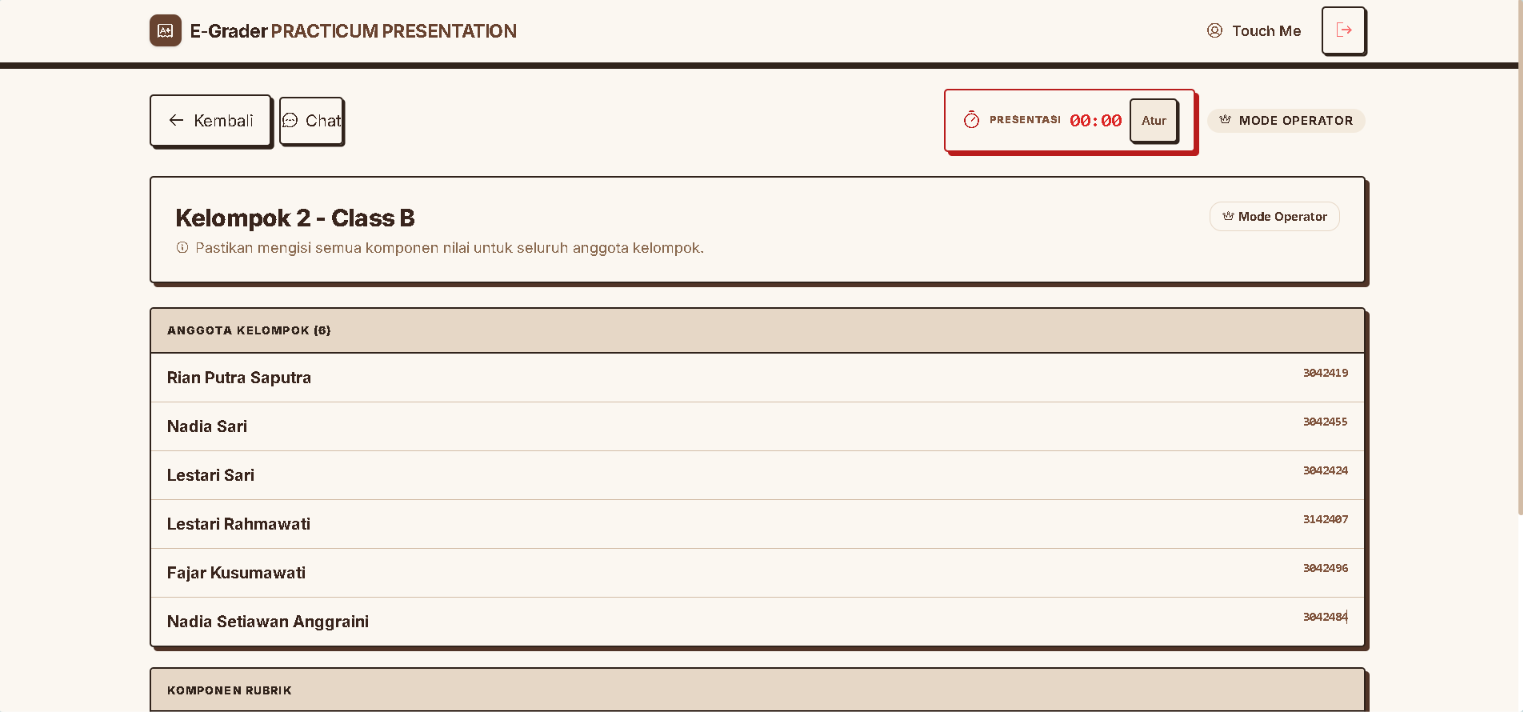 E-Grader PRACTICUM PRESENTATION
Touch Me
Kembali
Chat
PRESENTASI 00:00 Atur
MODE OPERATOR
Kelompok 2 - Class B
Mode Operator
Pastikan mengisi semua komponen nilai untuk seluruh anggota kelompok.
ANGGOTA KELOMPOK (6)
Rian Putra Saputra 3042419
Nadia Sari 3042455
Lestari Sari 3042424
Lestari Rahmawati 3142407
Fajar Kusumawati 3042496
Nadia Setiawan Anggraini 3042484
KOMPONEN RUBRIK